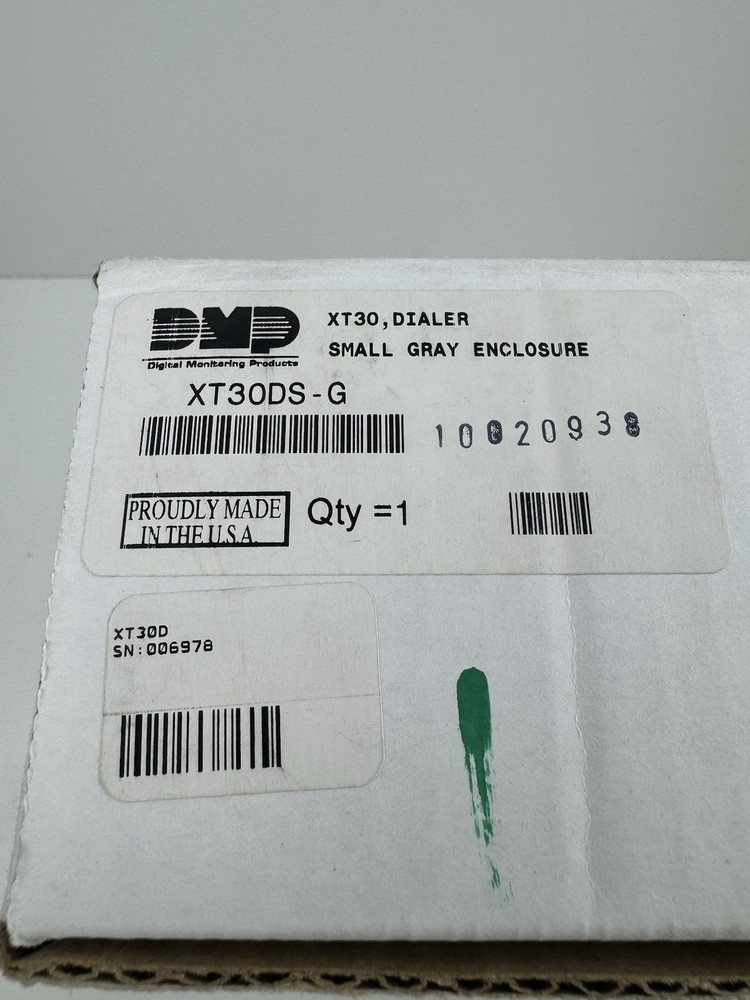 DMP
Digital Monitoring Products
XT30,DIALER
SMALL GRAY ENCLOSURE
XT30DS-G
PROUDLY MADE
IN THE U.S.A.
Qty =1
XT30D
SN:006978